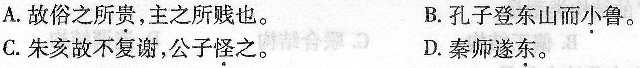 A. 故俗之所贵,主之所贱也。 B. 孔子登东山而小鲁。
C. 朱亥故不复谢,公子怪之。 D. 秦师遂东。